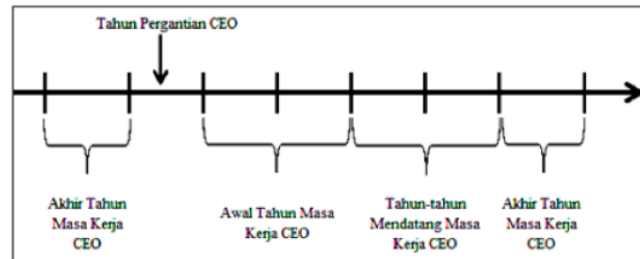 Tahun Pergantian CEO
Akhir Tahun
Masa Kerja
CEO
Awal Tahun Masa
Kerja CEO
Tahun-tahun
Mendatang Masa
Kerja CEO
Akhir Tahun
Masa Kerja
CEO